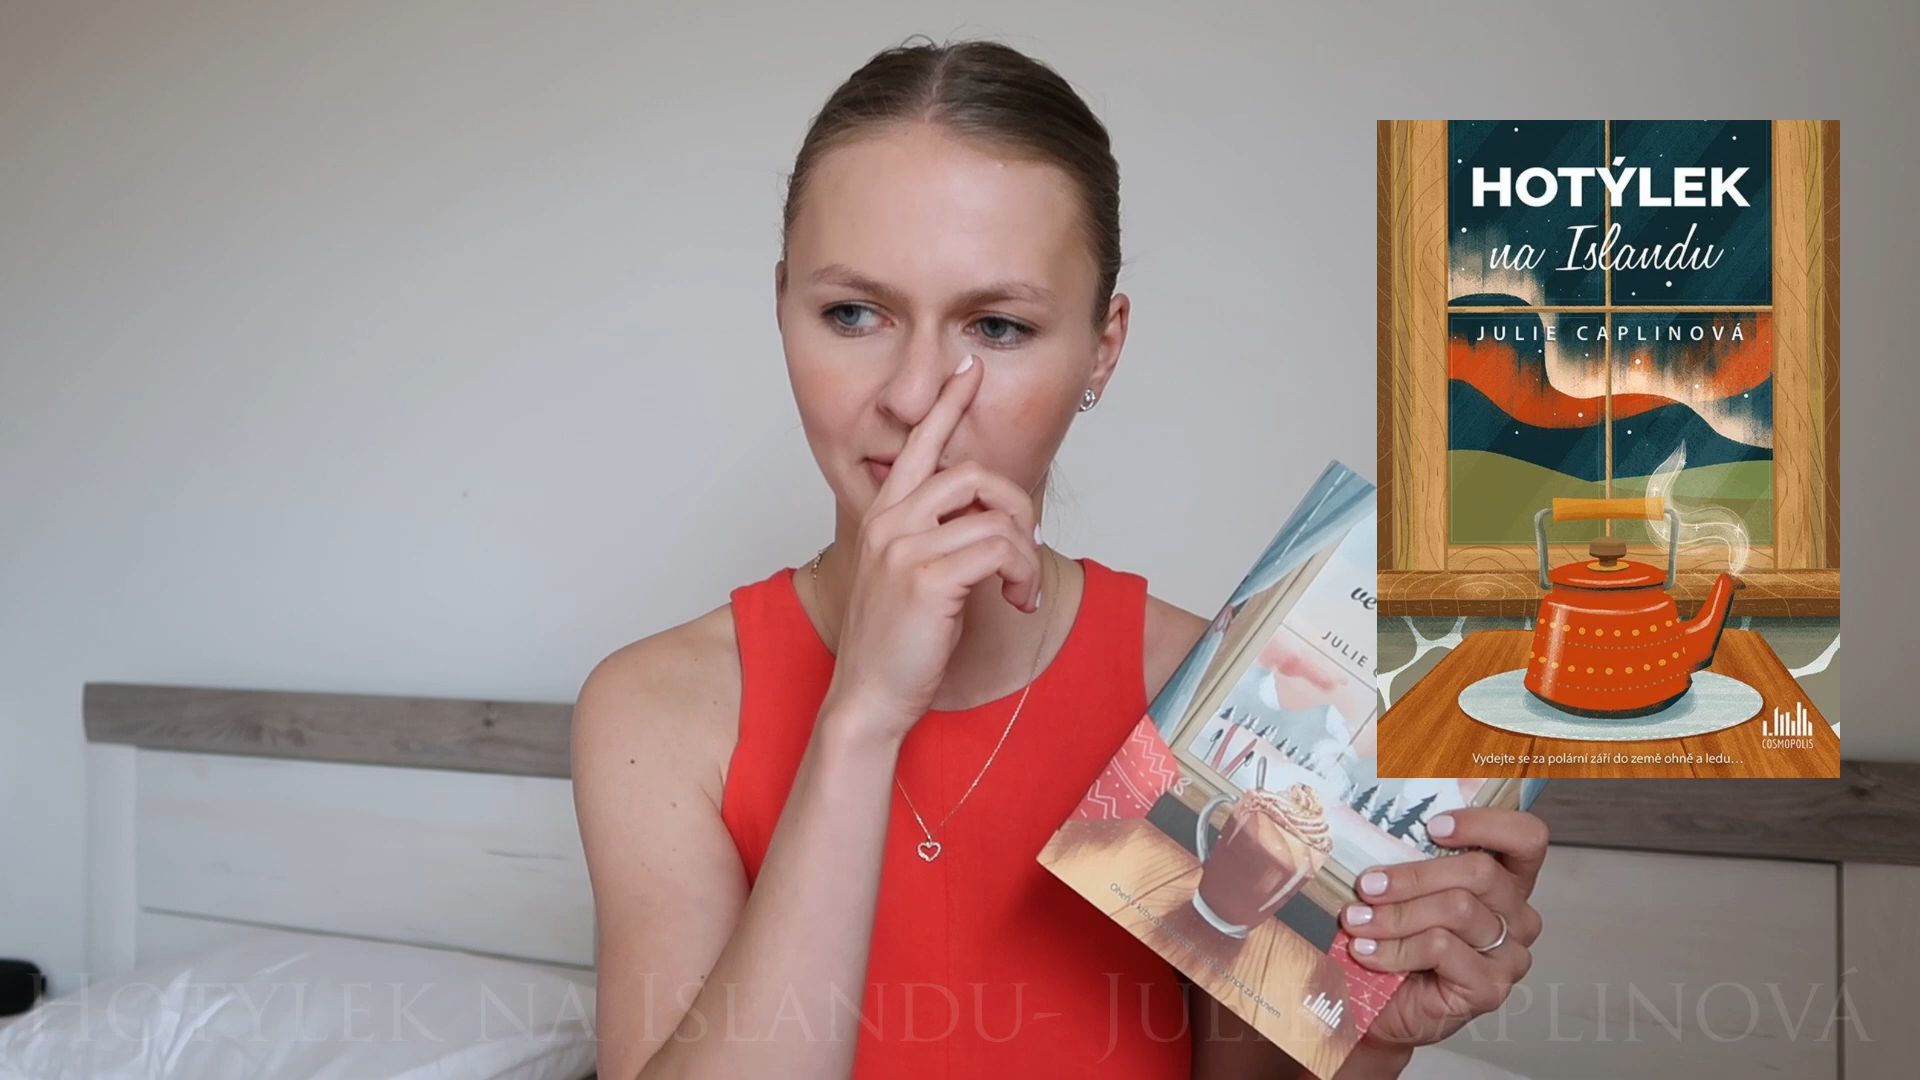 HOTÝLEK
na Islandu
JULIE CAPLINOVÁ
COSMOPOLIS
Vydejte se za polární září do země ohně a ledu...
ve
JULIE
Hotýlek na Islandu- Julie Caplinová